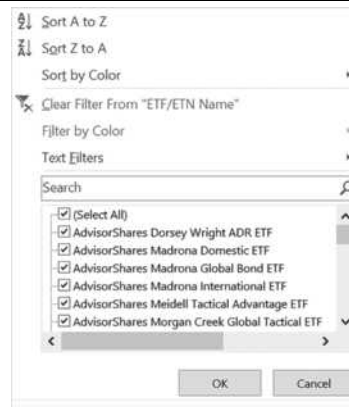 Sort A to Z
Sort Z to A
Sort by Color
Clear Filter From "ETF/ETN Name"
Filter by Color
Text Filters
Search
(Select All)
AdvisorShares Dorsey Wright ADR ETF
AdvisorShares Madrona Domestic ETF
AdvisorShares Madrona Global Bond ETF
AdvisorShares Madrona International ETF
AdvisorShares Meidell Tactical Advantage ETF
AdvisorShares Morgan Creek Global Tactical ETF
OK Cancel